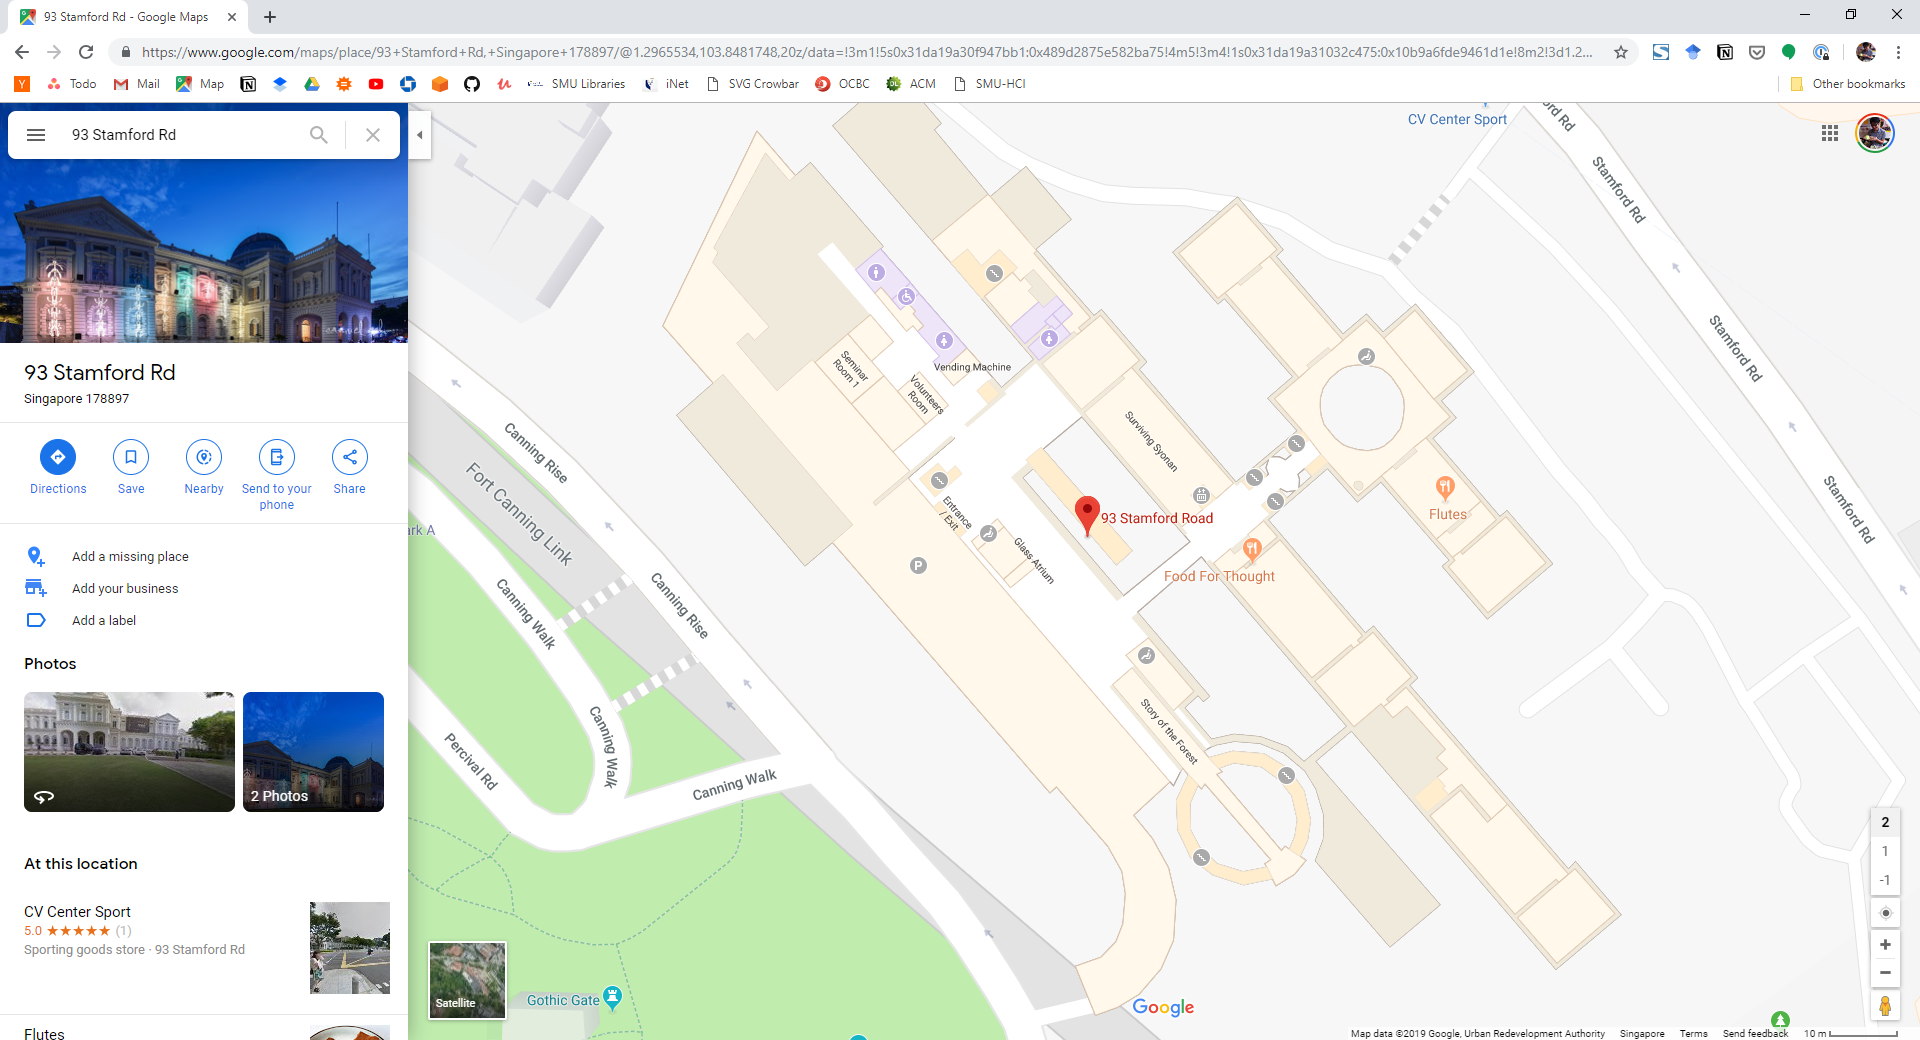 93 Stamford Rd - Google Maps
https://www.google.com/maps/place/93+Stamford+Rd,+Singapore+178897/@1.2965534,103.8481748,20z/data=!3m1!5s0x31da19a30f947bb1:0x489d2875e582ba75!4m5!3m4!1s0x31da19a31032c475:0x10b9a6fde9461d1e!8m2!3d1.2...
Todo Mail Map SMU Libraries iNet SVG Crowbar OCBC ACM SMU-HCI Other bookmarks
93 Stamford Rd
93 Stamford Rd
Singapore 178897
Directions Save Nearby Send to your phone Share
Add a missing place
Add your business
Add a label
Photos
2 Photos
At this location
CV Center Sport
5.0 ★★★★★ (1)
Sporting goods store · 93 Stamford Rd
Flutes
CV Center Sport
Stamford Rd
Stamford Rd
Stamford Rd
Vending Machine
Seminar
Room 1
Volunteers
Room
Surviving Syonan
Canning Rise
Fort Canning Link
Entrance
/ Exit
Glass Atrium
93 Stamford Road
Flutes
Food For Thought
P
ark A
Canning Walk
Canning Rise
Story of the Forest
Canning Walk
Percival Rd
Canning Walk
Gothic Gate
Satellite
2
1
-1
Google
Map data ©2019 Google, Urban Redevelopment Authority Singapore Terms Send feedback 10 m